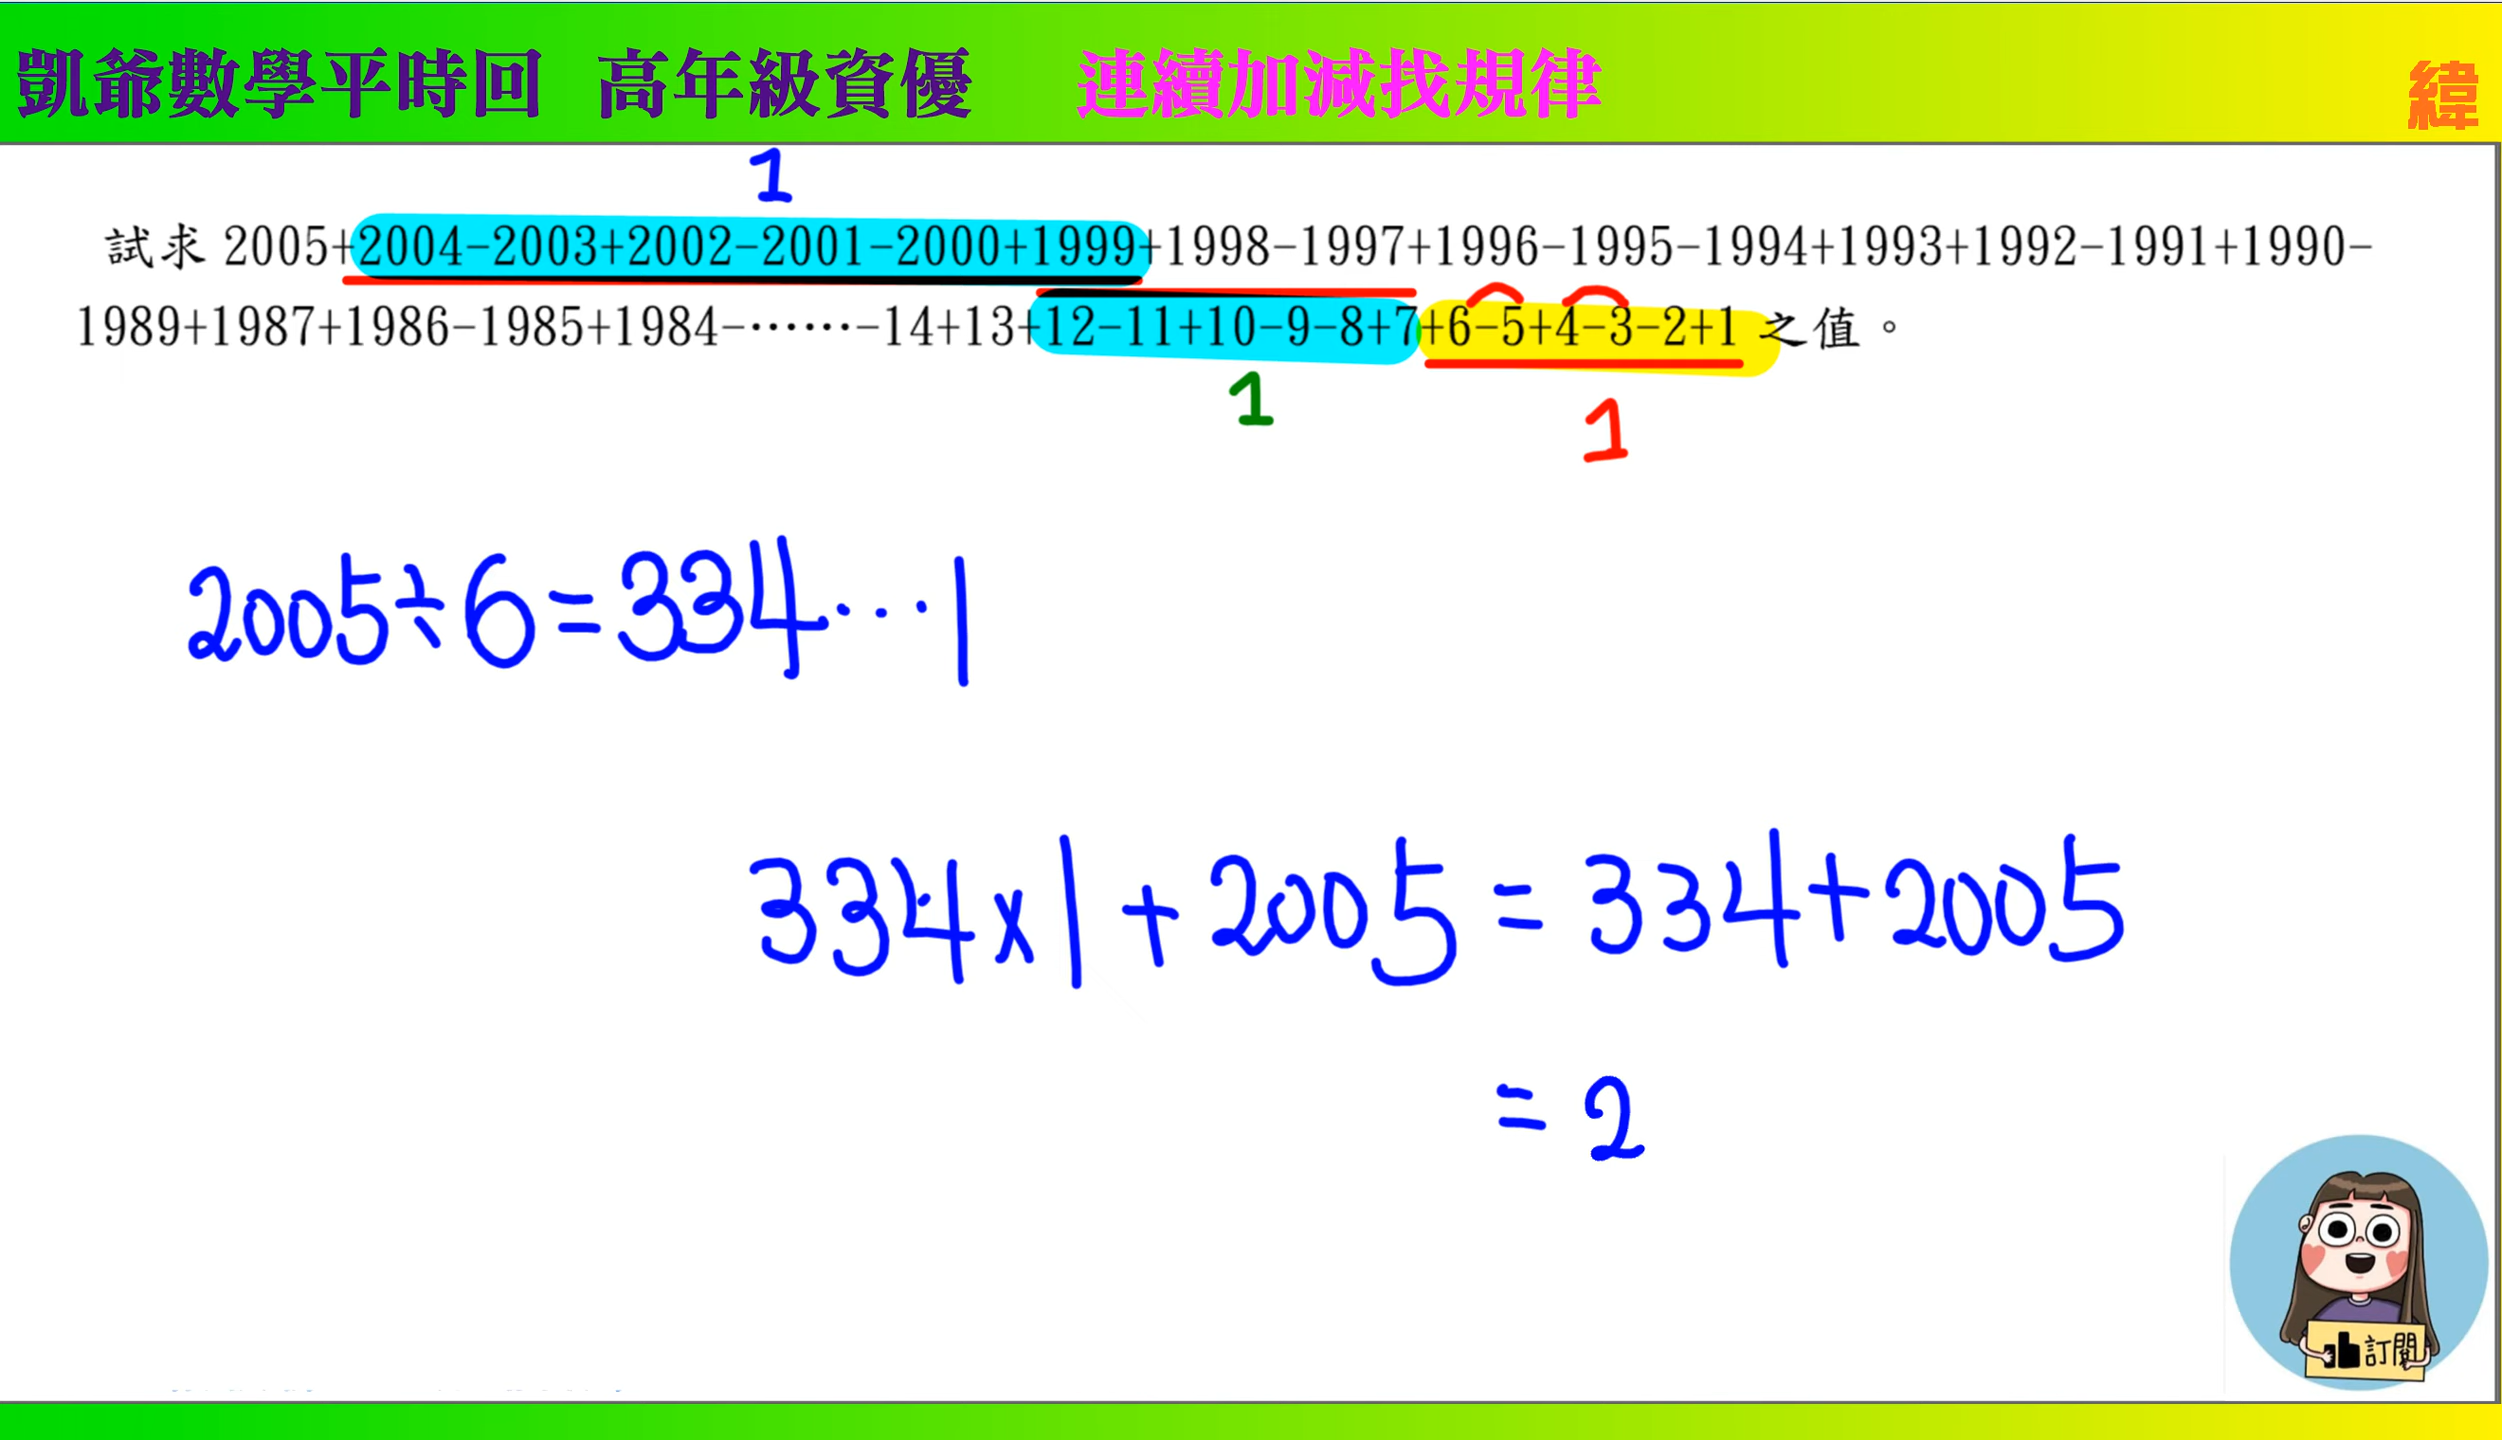 凱爺數學平時回 高年級資優 連續加減找規律 緯
1
試求 2005+2004-2003+2002-2001-2000+1999+1998-1997+1996-1995-1994+1993+1992-1991+1990-
1989+1987+1986-1985+1984-⋯⋯-14+13+12-11+10-9-8+7+6-5+4-3-2+1 之值。
1 1
2005÷6=334⋯1
334x1+2005=334+2005
=2
訂閱